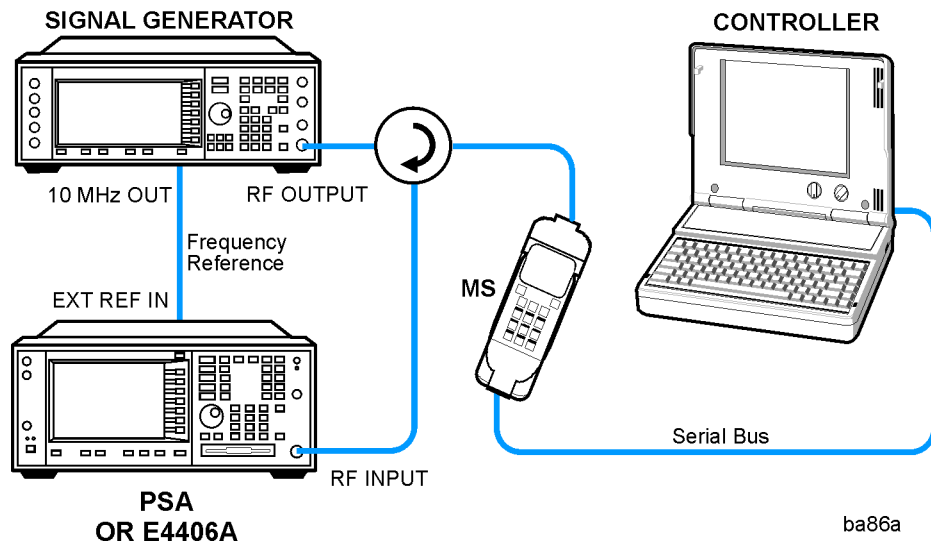 SIGNAL GENERATOR
CONTROLLER
10 MHz OUT
RF OUTPUT
Frequency
Reference
EXT REF IN
MS
Serial Bus
RF INPUT
PSA
OR E4406A
ba86a